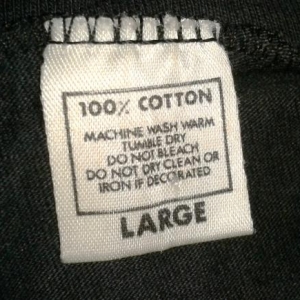 100% COTTON
MACHINE WASH WARM
TUMBLE DRY
DO NOT BLEACH
DO NOT DRY CLEAN OR
IRON IF DECORATED
LARGE